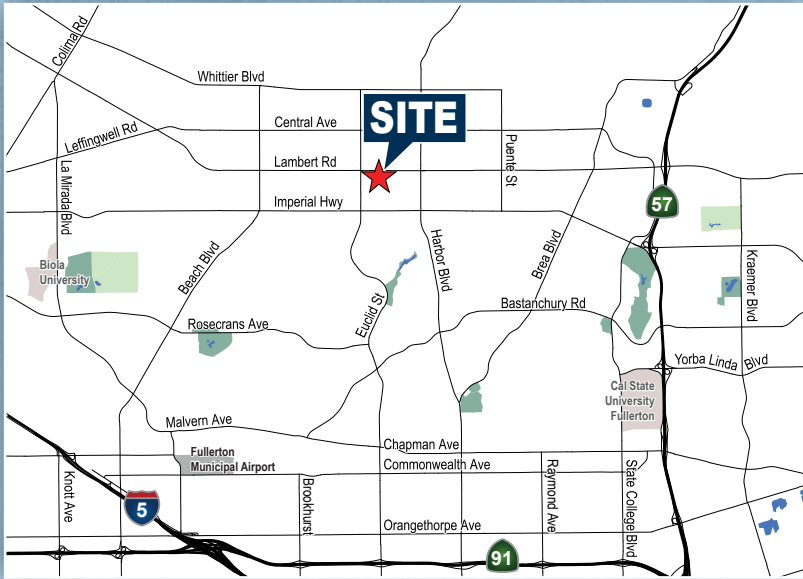 Colima Rd
Whittier Blvd
SITE
Central Ave
Leffingwell Rd
Puente St
Lambert Rd
La Mirada Blvd
Imperial Hwy
57
Biola
University
Beach Blvd
Harbor Blvd
Brea Blvd
Kraemer Blvd
Euclid St
Bastanchury Rd
Rosecrans Ave
Yorba Linda Blvd
Cal State
University
Fullerton
Malvern Ave
Chapman Ave
Fullerton
Municipal Airport
Commonwealth Ave
Knott Ave
Brookhurst
Raymond Ave
State College Blvd
5
Orangethorpe Ave
91